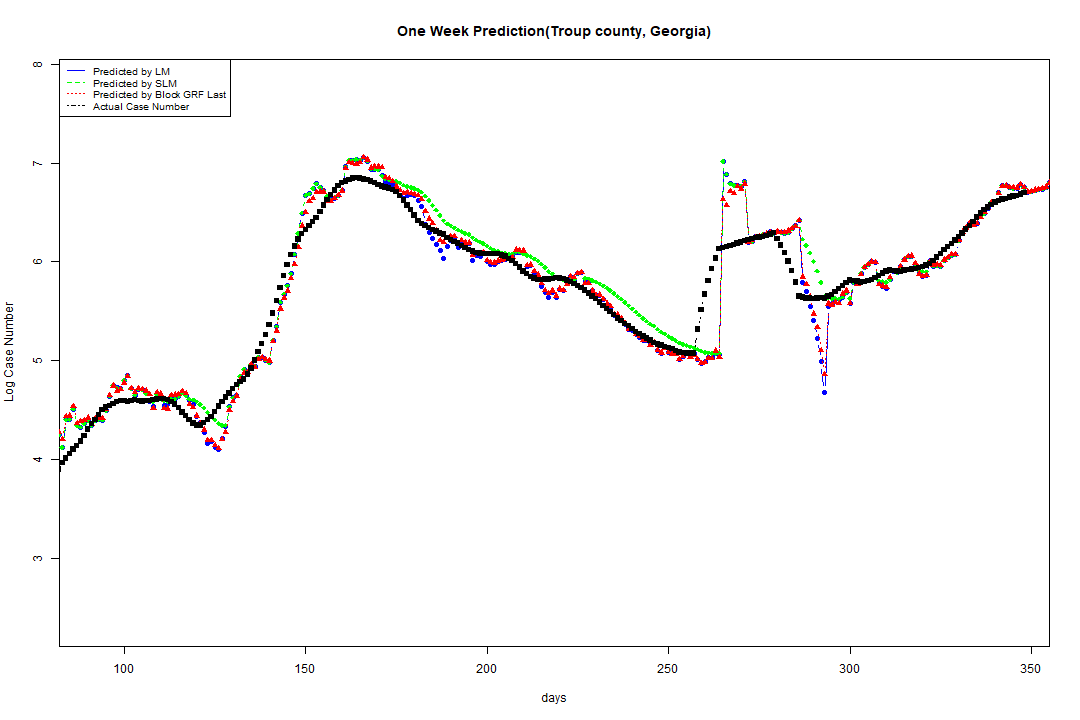 One Week Prediction(Troup county, Georgia)
Predicted by LM
Predicted by SLM
Predicted by Block GRF Last
Actual Case Number
8
7
6
5
4
3
Log Case Number
100 150 200 250 300 350
days